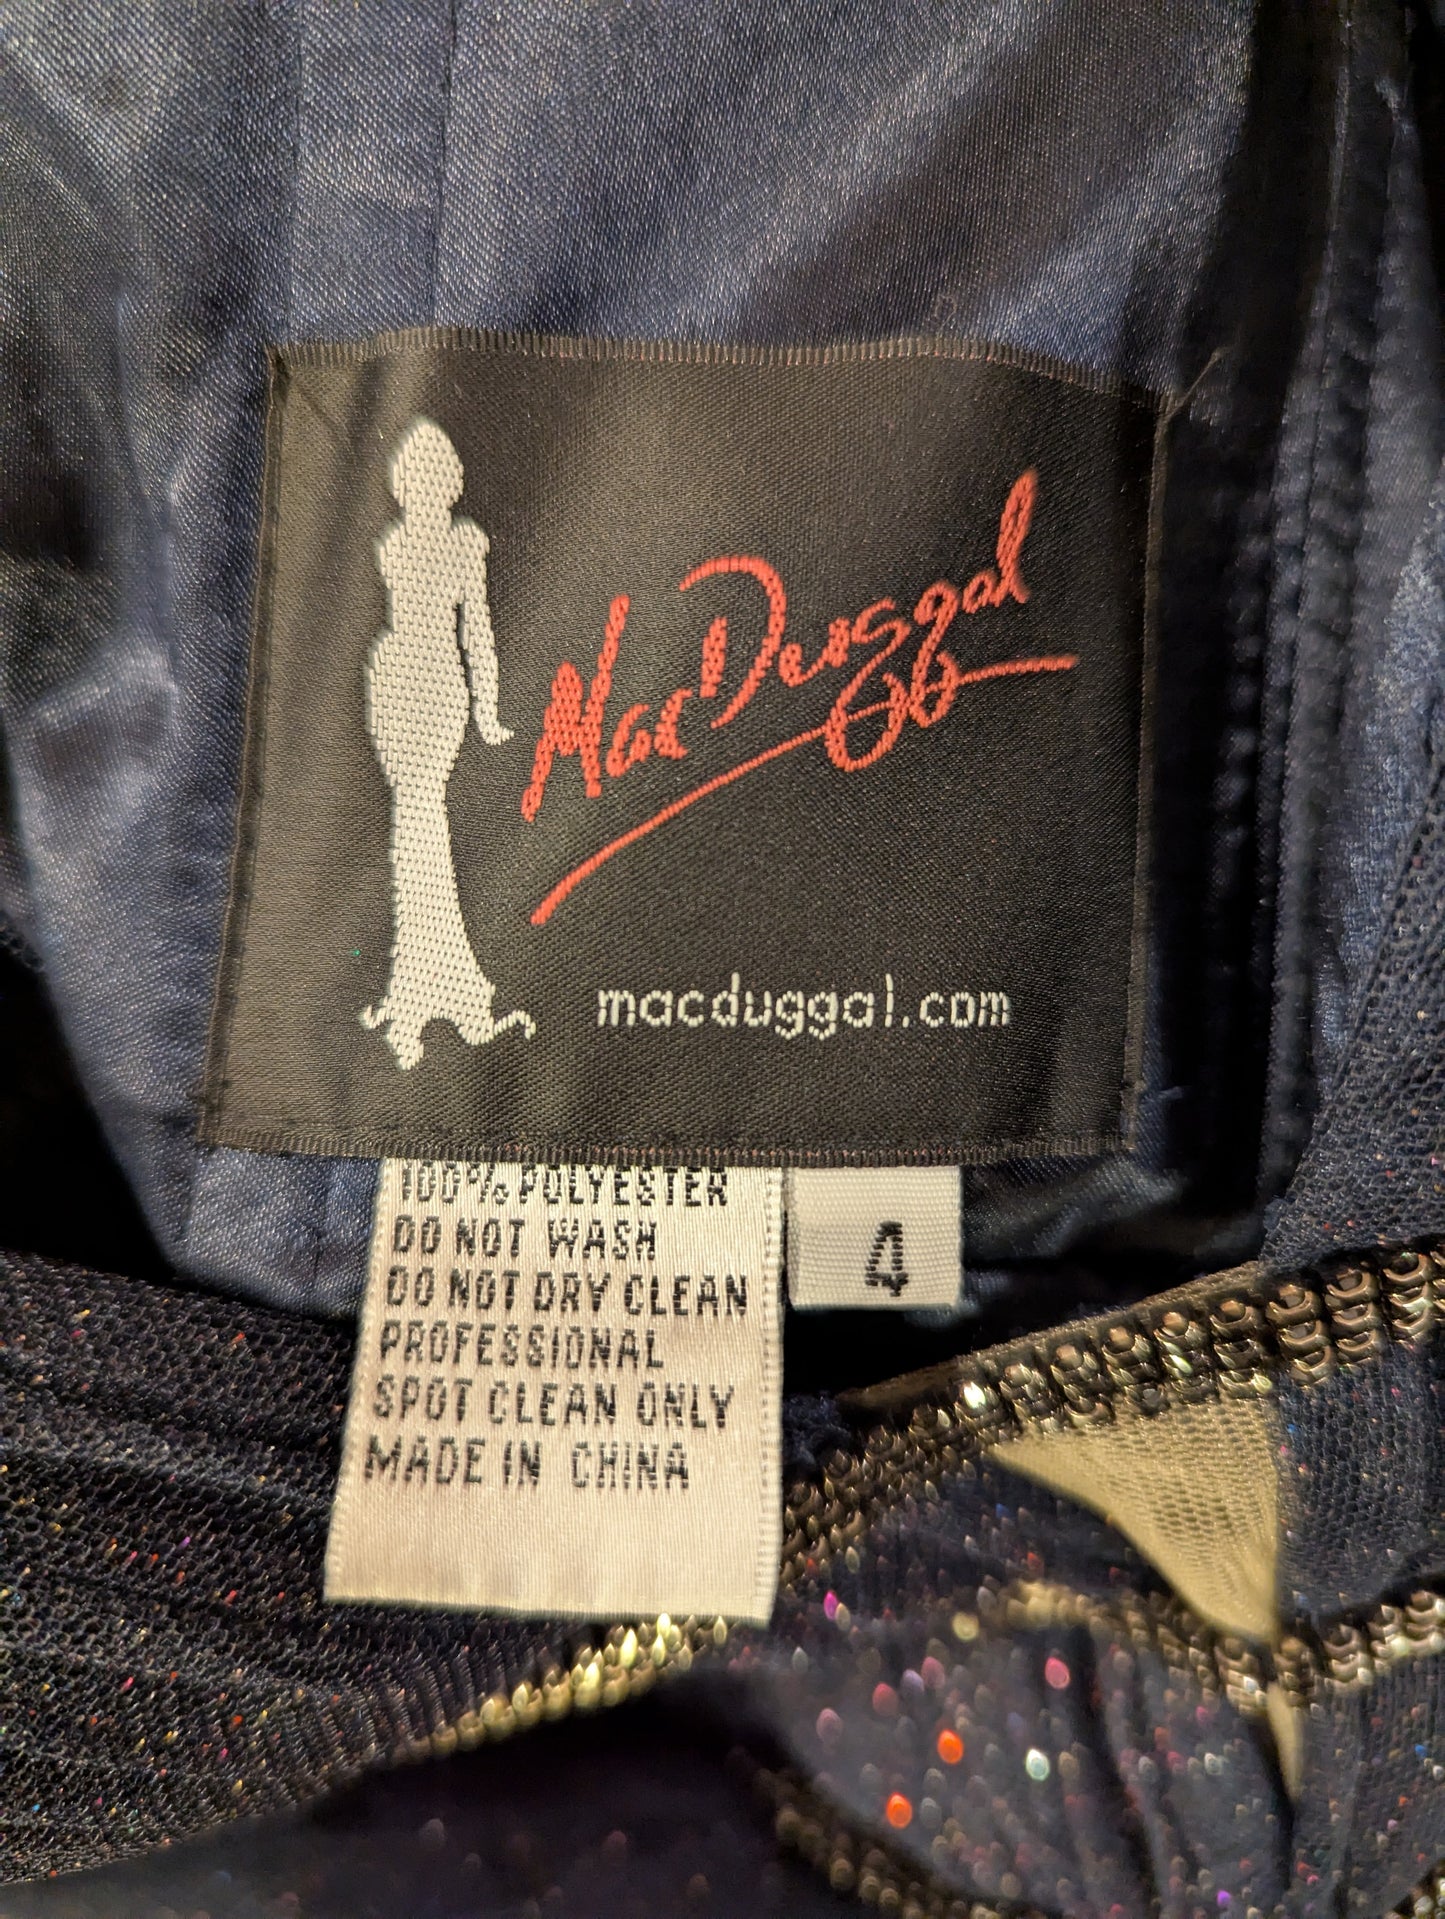 Mac Duggal
macduggal.com
100% POLYESTER
DO NOT WASH
DO NOT DRY CLEAN
PROFESSIONAL
SPOT CLEAN ONLY
MADE IN CHINA
4